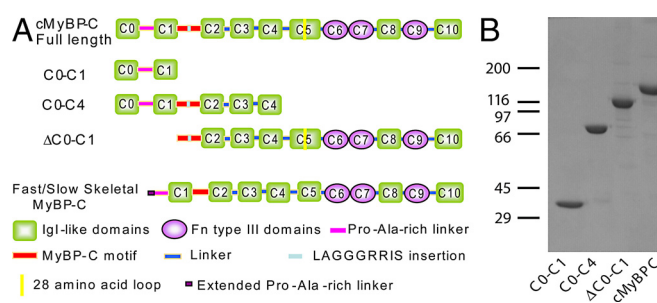 A
cMyBP-C
Full length
C0 C1 C2 C3 C4 C5 C6 C7 C8 C9 C10
C0-C1
C0 C1
C0-C4
C0 C1 C2 C3 C4
ΔC0-C1
C2 C3 C4 C5 C6 C7 C8 C9 C10
Fast/Slow Skeletal
MyBP-C
C1 C2 C3 C4 C5 C6 C7 C8 C9 C10
IgI-like domains Fn type III domains Pro-Ala-rich linker
MyBP-C motif Linker LAGGGRRIS insertion
28 amino acid loop Extended Pro-Ala-rich linker
B
200
116
97
66
45
29
C0-C1
C0-C4
ΔC0-C1
cMyBPC